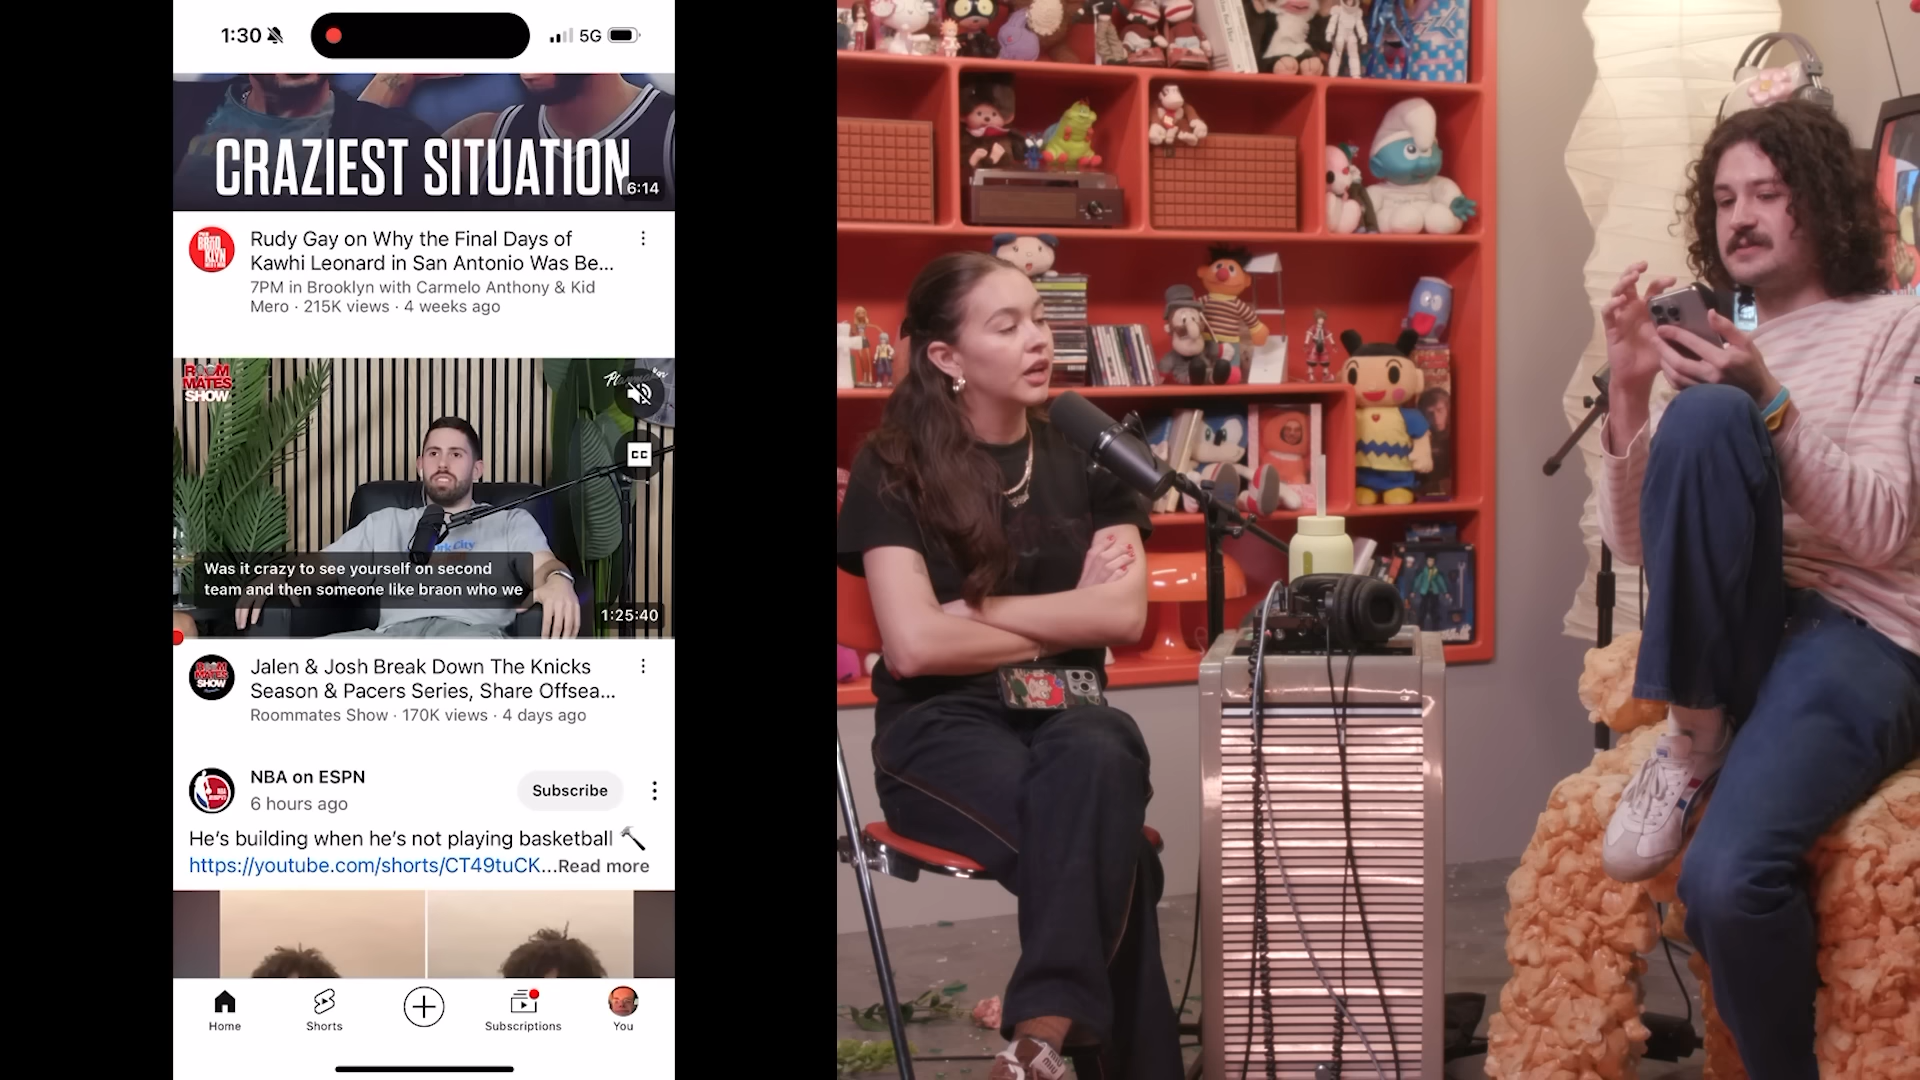 1:30
5G
CRAZIEST SITUATION
6:14
Rudy Gay on Why the Final Days of
Kawhi Leonard in San Antonio Was Be...
7PM in Brooklyn with Carmelo Anthony & Kid
Mero · 215K views · 4 weeks ago
ROOM
MATES
SHOW
CC
Was it crazy to see yourself on second
team and then someone like braon who we
1:25:40
Jalen & Josh Break Down The Knicks
Season & Pacers Series, Share Offsea...
Roommates Show · 170K views · 4 days ago
NBA on ESPN
Subscribe
6 hours ago
He's building when he's not playing basketball
https://youtube.com/shorts/CT49tuCK...Read more
Home
Shorts
Subscriptions
You